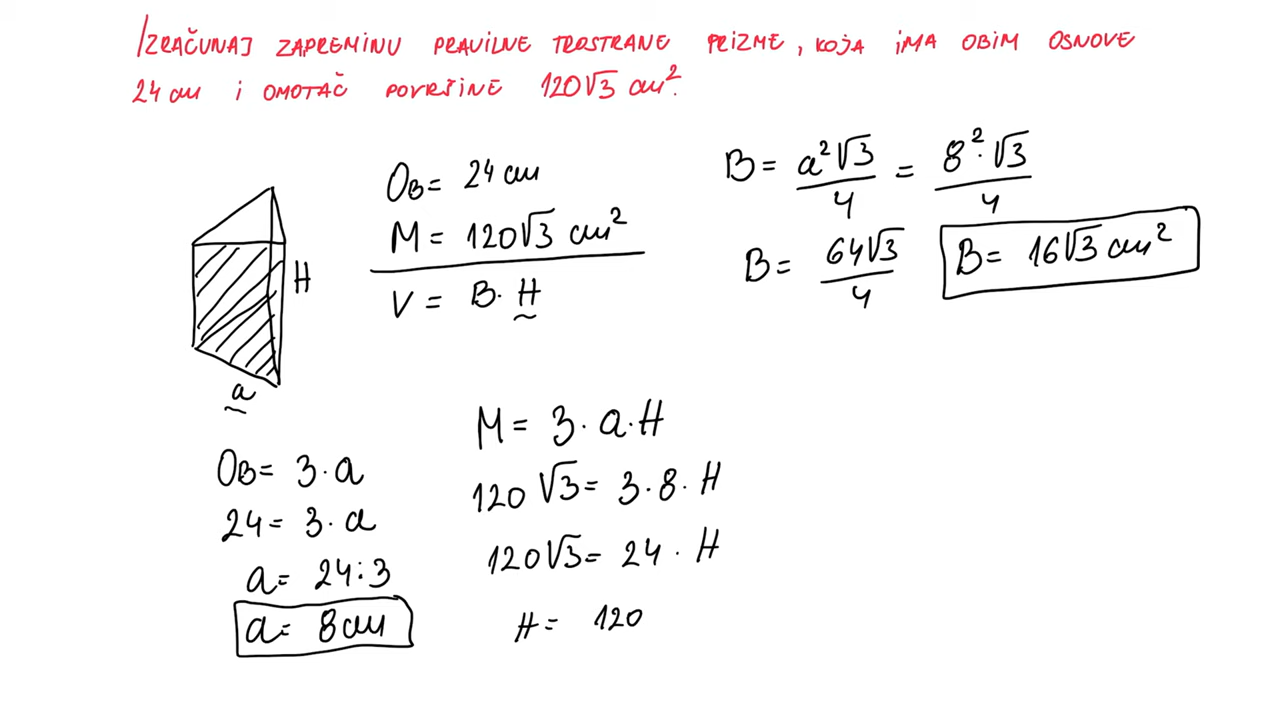 IZRAČUNAJ ZAPREMINU PRAVILNE TROSTRANE PRIZME, KOJA IMA OBIM OSNOVE
24 cm i OMOTAČ POVRŠINE 120√3 cm².
OB = 24 cm
M = 120√3 cm²
V = B · H
H
a
OB = 3 · a
24 = 3 · a
a = 24 : 3
a = 8 cm
M = 3 · a · H
120√3 = 3 · 8 · H
120√3 = 24 · H
H = 120
B = a²√3/4 = 8²·√3/4
B = 64√3/4
B = 16√3 cm²